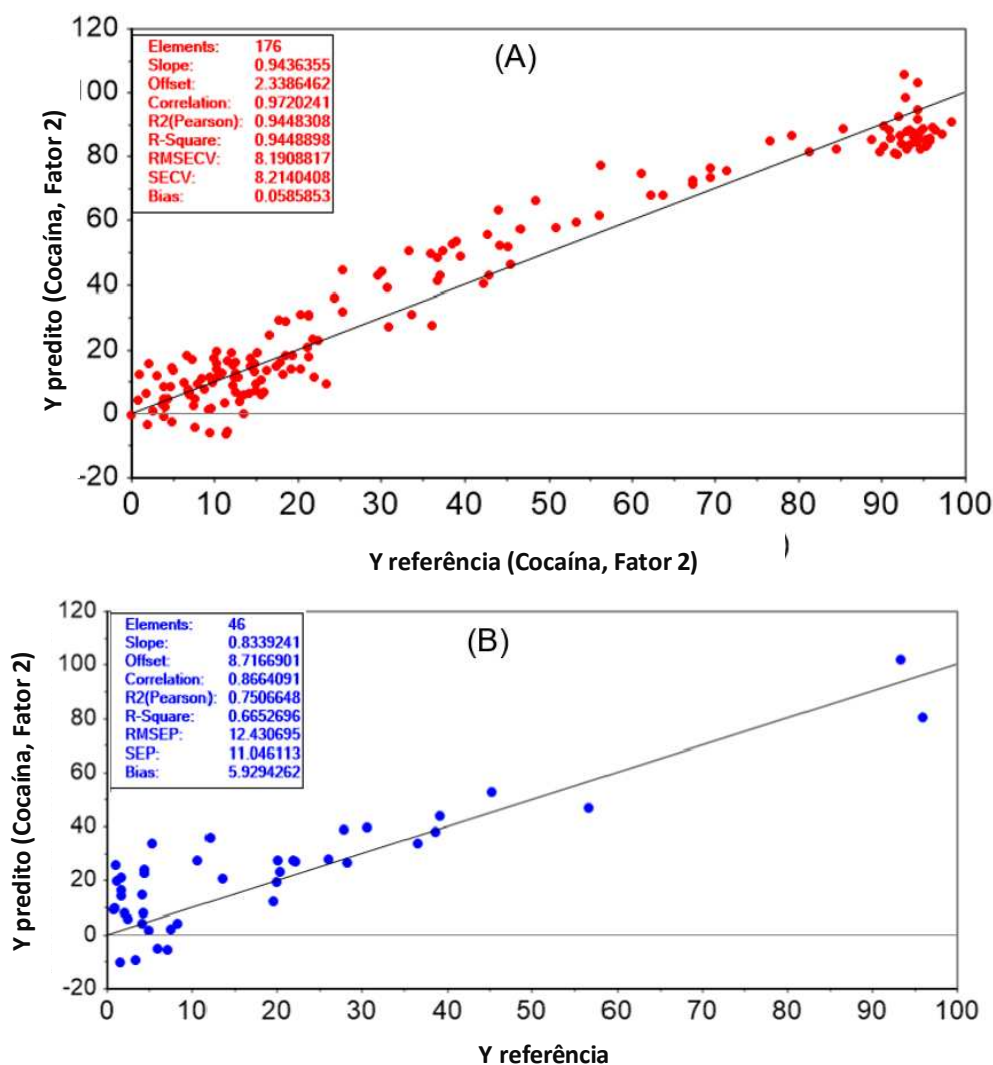 (A)
Elements: 176
Slope: 0.9436355
Offset: 2.3386462
Correlation: 0.9720241
R2(Pearson): 0.9448308
R-Square: 0.9448898
RMSECV: 8.1908817
SECV: 8.2140408
Bias: 0.0585853
Y predito (Cocaína, Fator 2)
120
00
80
60
40
20
0
-20
0 10 20 30 40 50 60 70 80 90 100
)
Y referência (Cocaína, Fator 2)
(B)
Elements: 46
Slope: 0.8339241
Offset: 8.7166901
Correlation: 0.8664091
R2(Pearson): 0.7506648
R-Square: 0.6652696
RMSEP: 12.430695
SEP: 11.046113
Bias: 5.9294262
Y predito (Cocaína, Fator 2)
120
100
80
60
40
20
0
-20
0 10 20 30 40 50 60 70 80 90 100
Y referência